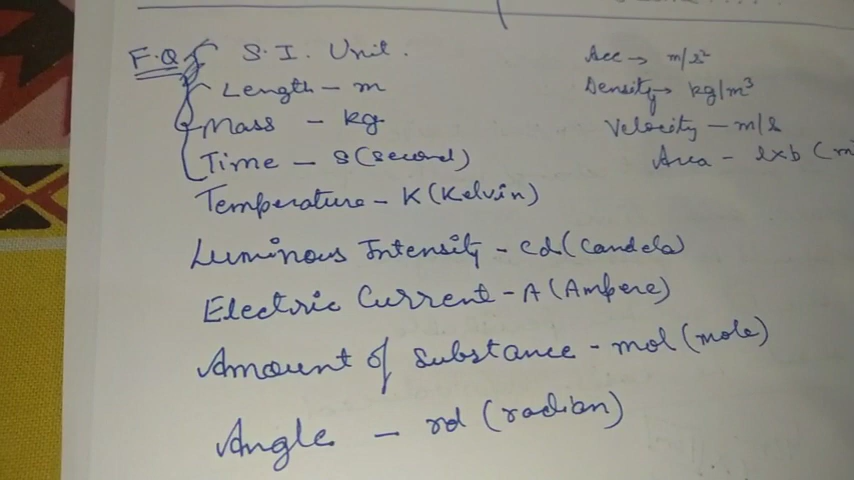 F.Q S.I. Unit.
Length - m
Mass - kg
Time - s (second)
Temperature - K (Kelvin)
Luminous Intensity - cd (Candela)
Electric Current - A (Ampere)
Amount of substance - mol (mole)
Angle - rd (radian)
Acc → m/s²
Density → kg/m³
Velocity - m/s
Area - l×b (m